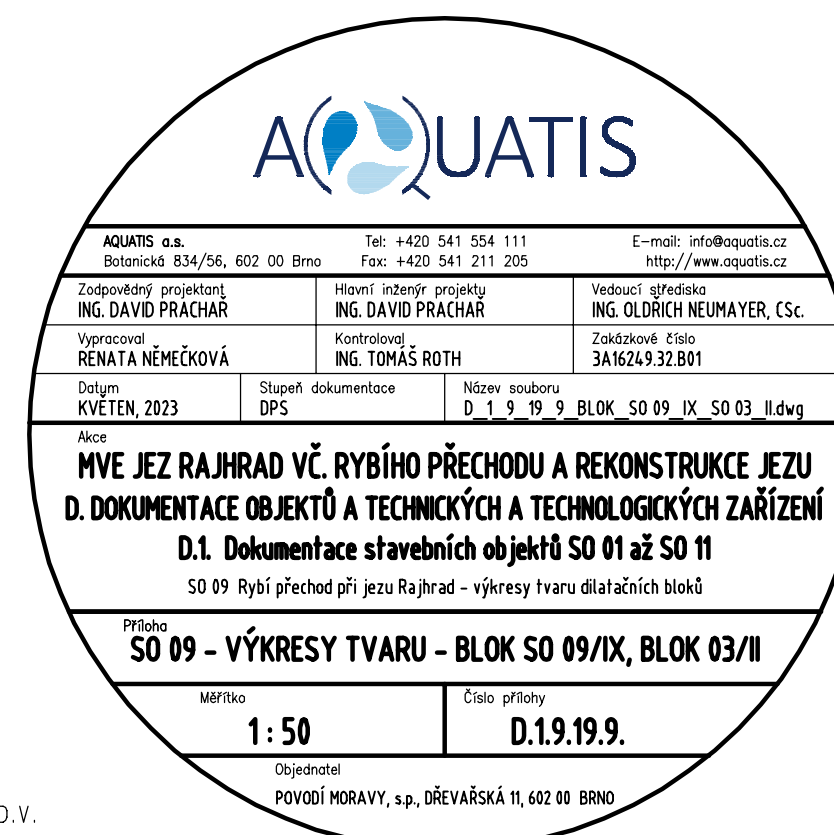 AQUATIS
AQUATIS a.s. Tel: +420 541 554 111 E-mail: info@aquatis.cz
Botanická 834/56, 602 00 Brno Fax: +420 541 211 205 http://www.aquatis.cz
Zodpovědný projektant Hlavní inženýr projektu Vedoucí střediska
ING. DAVID PRACHAŘ ING. DAVID PRACHAŘ ING. OLDŘICH NEUMAYER, CSc.
Vypracoval Kontroloval Zakázkové číslo
RENATA NĚMEČKOVÁ ING. TOMÁŠ ROTH 3A16249.32.B01
Datum Stupeň dokumentace Název souboru
KVĚTEN, 2023 DPS D_1_9_19_9_BLOK_SO 09_IX_SO 03_II.dwg
Akce
MVE JEZ RAJHRAD VČ. RYBÍHO PŘECHODU A REKONSTRUKCE JEZU
D. DOKUMENTACE OBJEKTŮ A TECHNICKÝCH A TECHNOLOGICKÝCH ZAŘÍZENÍ
D.1. Dokumentace stavebních objektů SO 01 až SO 11
SO 09 Rybí přechod při jezu Rajhrad - výkresy tvaru dilatačních bloků
Příloha
SO 09 - VÝKRESY TVARU - BLOK SO 09/IX, BLOK 03/II
Měřítko Číslo přílohy
1 : 50 D.1.9.19.9.
Objednatel
POVODÍ MORAVY, s.p., DŘEVAŘSKÁ 11, 602 00 BRNO